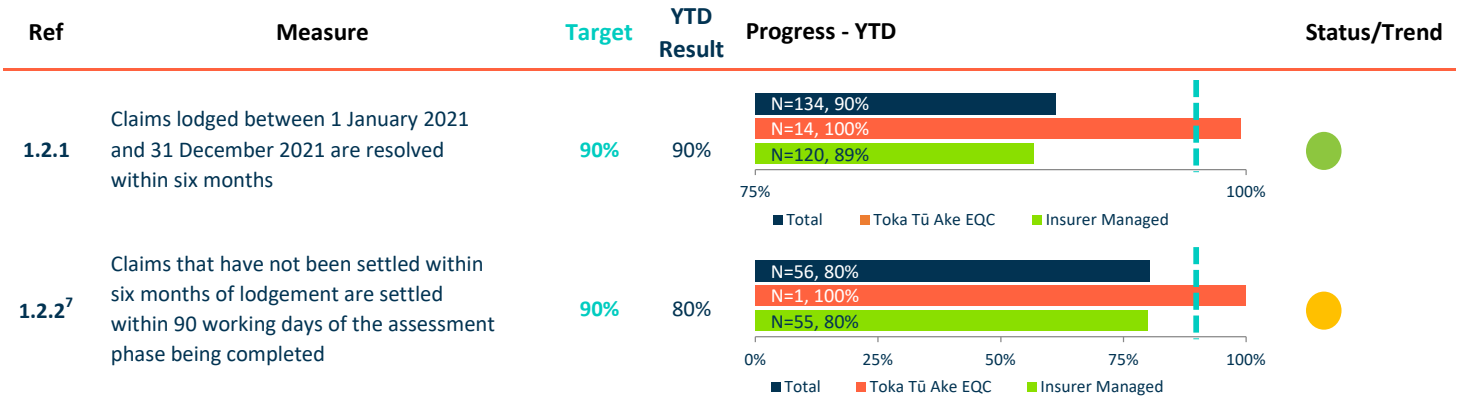 Ref Measure Target YTD Result Progress - YTD Status/Trend
1.2.1
Claims lodged between 1 January 2021
and 31 December 2021 are resolved
within six months
90%
90%
N=134, 90%
N=14, 100%
N=120, 89%
75% 100%
Total Toka Tū Ake EQC Insurer Managed
1.2.2⁷
Claims that have not been settled within
six months of lodgement are settled
within 90 working days of the assessment
phase being completed
90%
80%
N=56, 80%
N=1, 100%
N=55, 80%
0% 25% 50% 75% 100%
Total Toka Tū Ake EQC Insurer Managed